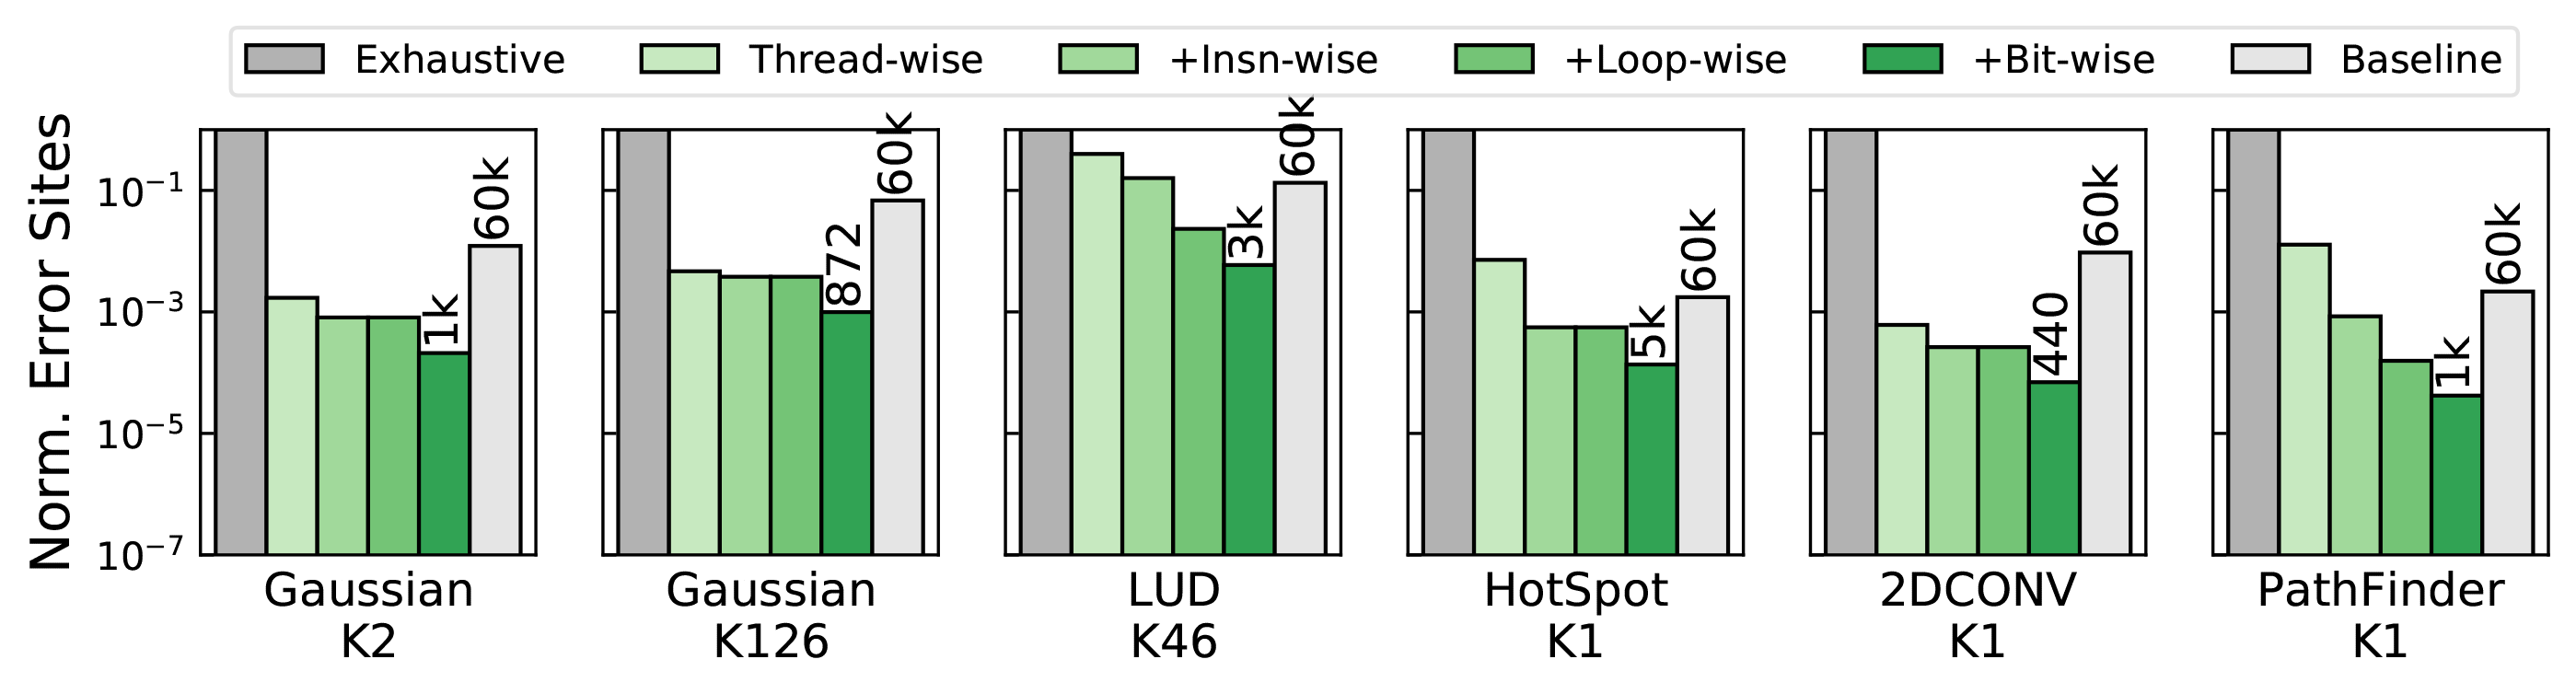 Exhaustive Thread-wise +Insn-wise +Loop-wise +Bit-wise Baseline
Norm. Error Sites
10⁻¹
10⁻³
10⁻⁵
10⁻⁷
1k
60k
Gaussian
K2
872
60k
Gaussian
K126
3k
60k
LUD
K46
5k
60k
HotSpot
K1
440
60k
2DCONV
K1
1k
60k
PathFinder
K1